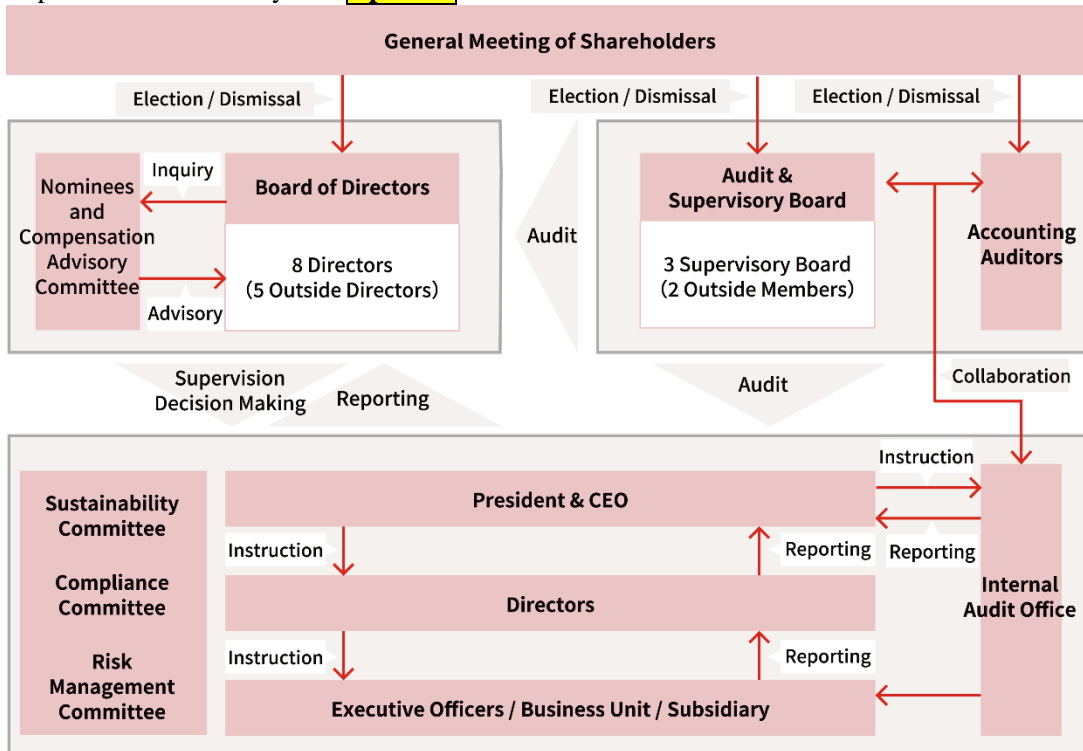 General Meeting of Shareholders
Election / Dismissal
Election / Dismissal
Election / Dismissal
Nominees
and
Compensation
Advisory
Committee
Inquiry
Advisory
Board of Directors
8 Directors
(5 Outside Directors)
Audit
Audit &
Supervisory Board
3 Supervisory Board
(2 Outside Members)
Accounting
Auditors
Supervision
Decision Making
Reporting
Audit
Collaboration
Sustainability
Committee
Compliance
Committee
Risk
Management
Committee
President & CEO
Instruction
Reporting
Instruction
Reporting
Directors
Instruction
Reporting
Executive Officers / Business Unit / Subsidiary
Internal
Audit Office